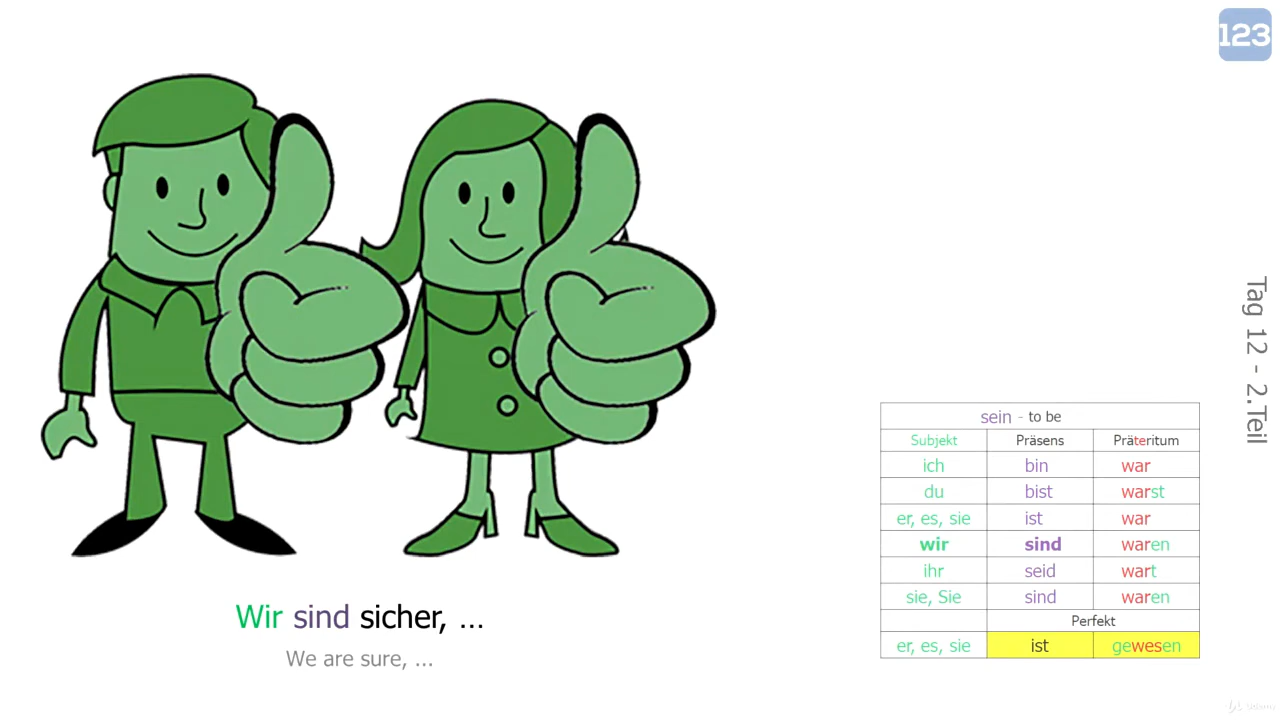 123
Tag 12 - 2.Teil
sein - to be
Subjekt Präsens Präteritum
ich bin war
du bist warst
er, es, sie ist war
wir sind waren
ihr seid wart
sie, Sie sind waren
Perfekt
er, es, sie ist gewesen
Wir sind sicher, ...
We are sure, ...